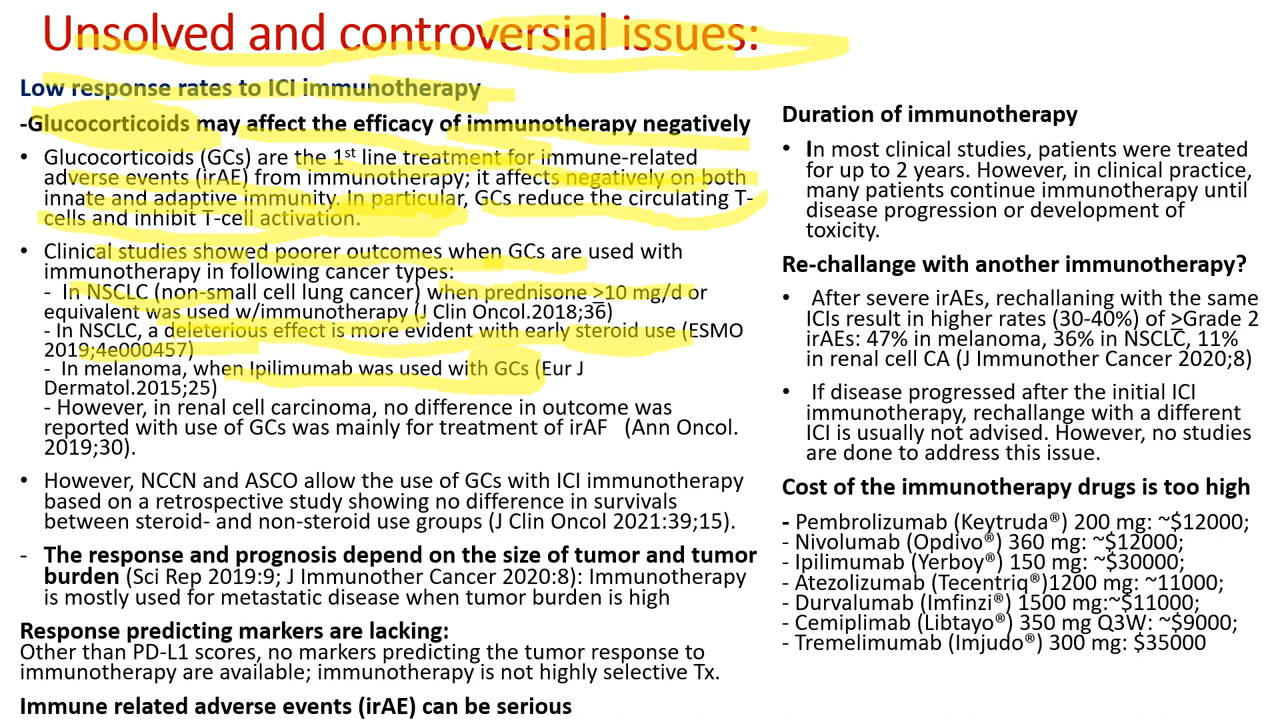 Unsolved and controversial issues:
Low response rates to ICI immunotherapy
-Glucocorticoids may affect the efficacy of immunotherapy negatively
• Glucocorticoids (GCs) are the 1st line treatment for immune-related
adverse events (irAE) from immunotherapy; it affects negatively on both
innate and adaptive immunity. In particular, GCs reduce the circulating T-
cells and inhibit T-cell activation.
• Clinical studies showed poorer outcomes when GCs are used with
immunotherapy in following cancer types:
- In NSCLC (non-small cell lung cancer) when prednisone >10 mg/d or
equivalent was used w/immunotherapy (J Clin Oncol.2018;36)
- In NSCLC, a deleterious effect is more evident with early steroid use (ESMO
2019;4e000457)
- In melanoma, when Ipilimumab was used with GCs (Eur J
Dermatol.2015;25)
- However, in renal cell carcinoma, no difference in outcome was
reported with use of GCs was mainly for treatment of irAF (Ann Oncol.
2019;30).
• However, NCCN and ASCO allow the use of GCs with ICI immunotherapy
based on a retrospective study showing no difference in survivals
between steroid- and non-steroid use groups (J Clin Oncol 2021:39;15).
- The response and prognosis depend on the size of tumor and tumor
burden (Sci Rep 2019:9; J Immunother Cancer 2020:8): Immunotherapy
is mostly used for metastatic disease when tumor burden is high
Response predicting markers are lacking:
Other than PD-L1 scores, no markers predicting the tumor response to
immunotherapy are available; immunotherapy is not highly selective Tx.
Immune related adverse events (irAE) can be serious
Duration of immunotherapy
• In most clinical studies, patients were treated
for up to 2 years. However, in clinical practice,
many patients continue immunotherapy until
disease progression or development of
toxicity.
Re-challange with another immunotherapy?
• After severe irAEs, rechallaning with the same
ICIs result in higher rates (30-40%) of >Grade 2
irAEs: 47% in melanoma, 36% in NSCLC, 11%
in renal cell CA (J Immunother Cancer 2020;8)
• If disease progressed after the initial ICI
immunotherapy, rechallange with a different
ICI is usually not advised. However, no studies
are done to address this issue.
Cost of the immunotherapy drugs is too high
- Pembrolizumab (Keytruda®) 200 mg: ~$12000;
- Nivolumab (Opdivo®) 360 mg: ~$12000;
- Ipilimumab (Yerboy®) 150 mg: ~$30000;
- Atezolizumab (Tecentriq®)1200 mg: ~11000;
- Durvalumab (Imfinzi®) 1500 mg:~$11000;
- Cemiplimab (Libtayo®) 350 mg Q3W: ~$9000;
- Tremelimumab (Imjudo®) 300 mg: $35000